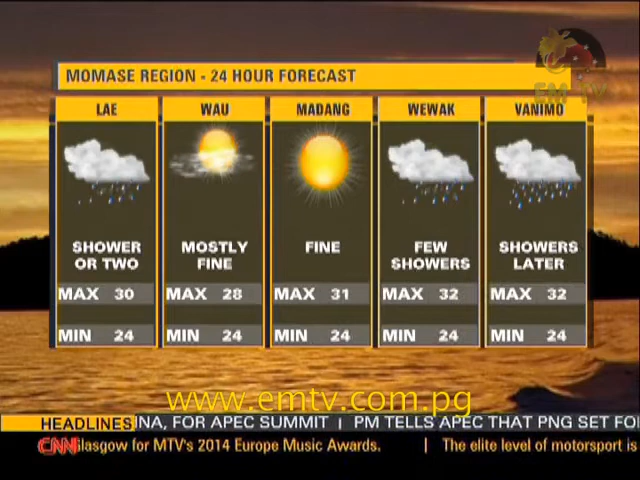 MOMASE REGION - 24 HOUR FORECAST
EM TV
LAE WAU MADANG WEWAK VANIMO
SHOWER OR TWO
MOSTLY FINE
FINE
FEW SHOWERS
SHOWERS LATER
MAX 30 MAX 28 MAX 31 MAX 32 MAX 32
MIN 24 MIN 24 MIN 24 MIN 24 MIN 24
www.emtv.com.pg
HEADLINES INA, FOR APEC SUMMIT | PM TELLS APEC THAT PNG SET FO
CNN lasgow for MTV's 2014 Europe Music Awards. | The elite level of motorsport is